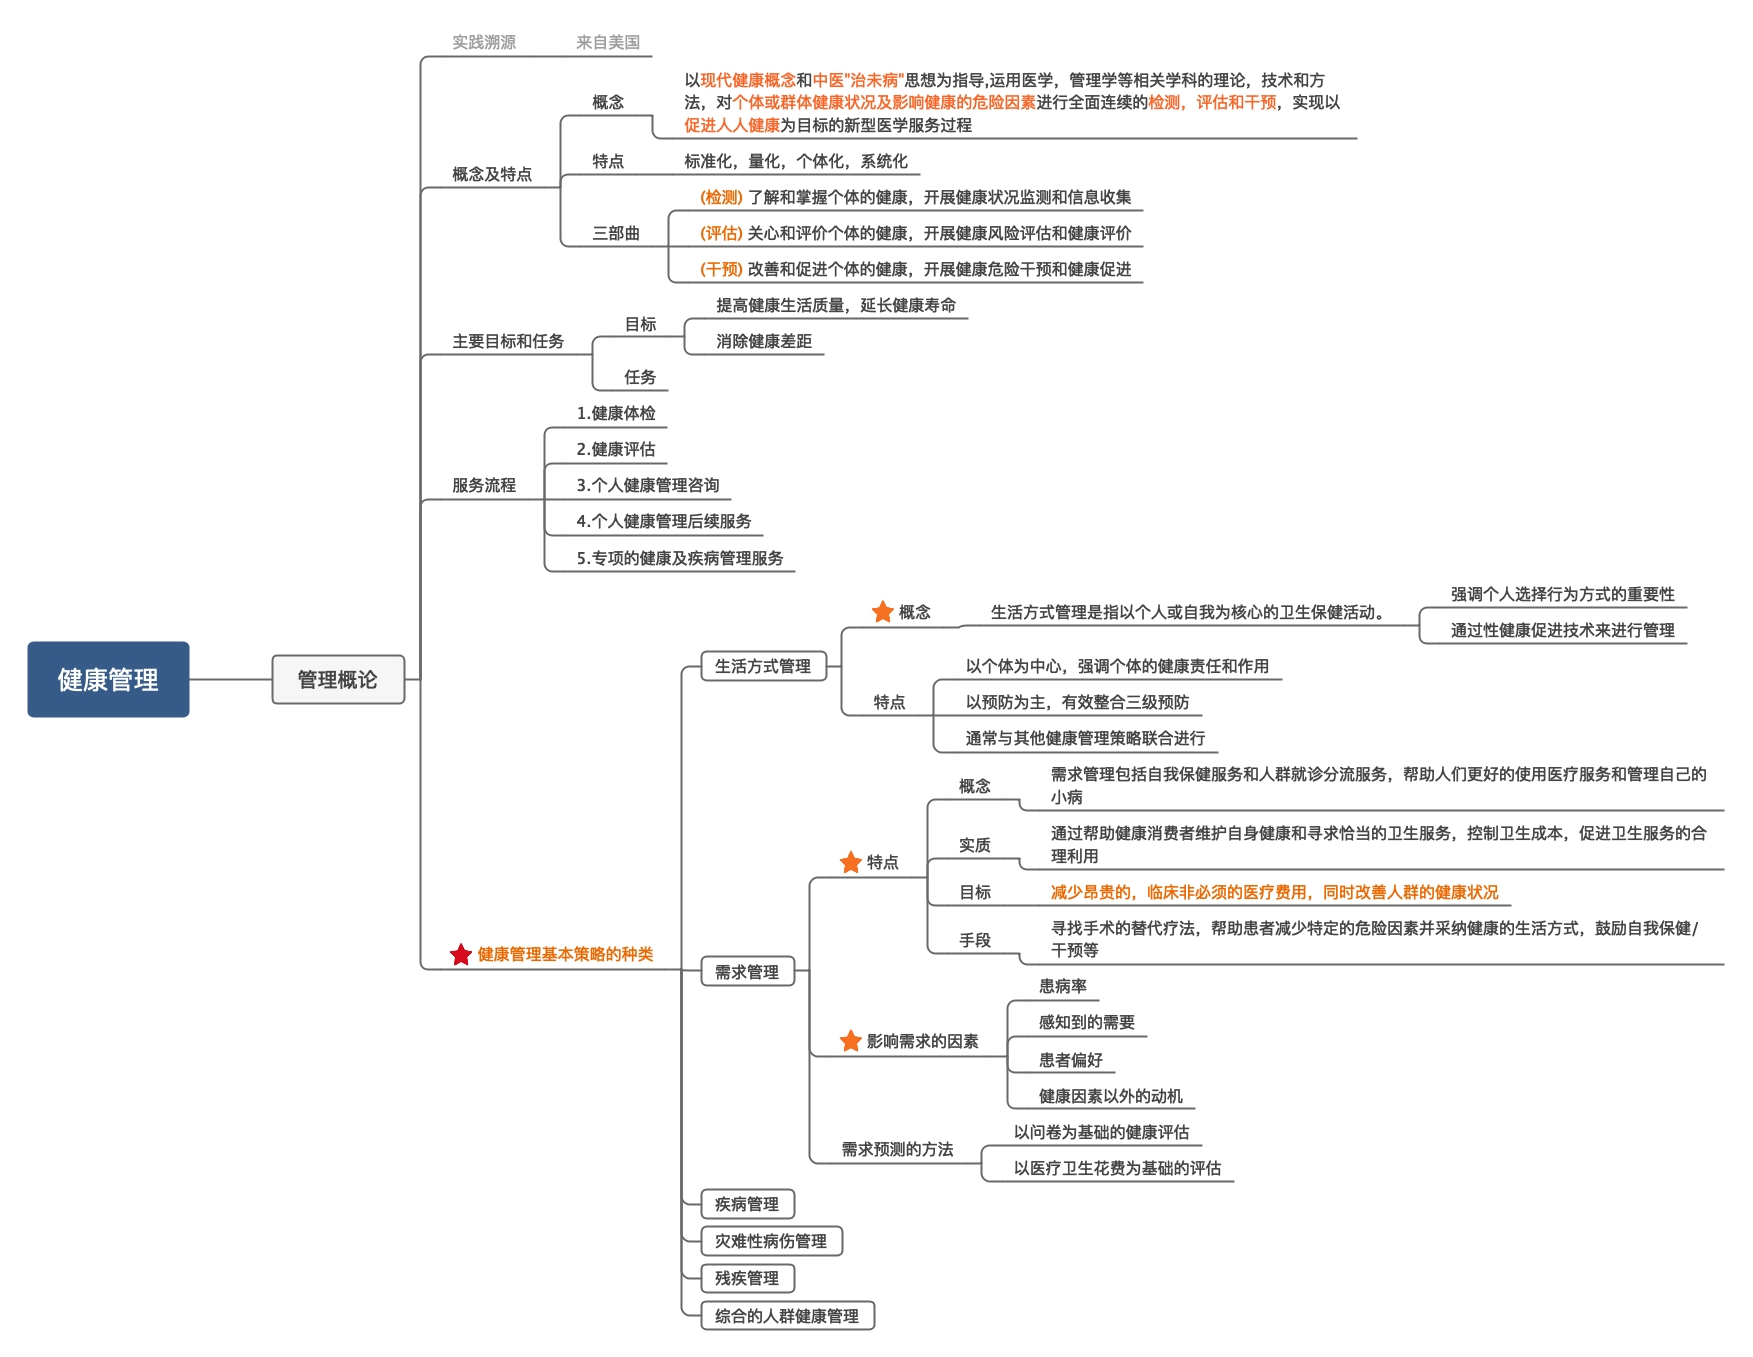 实践溯源
来自美国
概念及特点
概念
以现代健康概念和中医"治未病"思想为指导,运用医学，管理学等相关学科的理论，技术和方
法，对个体或群体健康状况及影响健康的危险因素进行全面连续的检测，评估和干预，实现以
促进人人健康为目标的新型医学服务过程
特点
标准化，量化，个体化，系统化
三部曲
(检测) 了解和掌握个体的健康，开展健康状况监测和信息收集
(评估) 关心和评价个体的健康，开展健康风险评估和健康评价
(干预) 改善和促进个体的健康，开展健康危险干预和健康促进
主要目标和任务
目标
提高健康生活质量，延长健康寿命
消除健康差距
任务
服务流程
1.健康体检
2.健康评估
3.个人健康管理咨询
4.个人健康管理后续服务
5.专项的健康及疾病管理服务
健康管理
管理概论
健康管理基本策略的种类
生活方式管理
概念
生活方式管理是指以个人或自我为核心的卫生保健活动。
强调个人选择行为方式的重要性
通过性健康促进技术来进行管理
特点
以个体为中心，强调个体的健康责任和作用
以预防为主，有效整合三级预防
通常与其他健康管理策略联合进行
需求管理
特点
概念
需求管理包括自我保健服务和人群就诊分流服务，帮助人们更好的使用医疗服务和管理自己的
小病
实质
通过帮助健康消费者维护自身健康和寻求恰当的卫生服务，控制卫生成本，促进卫生服务的合
理利用
目标
减少昂贵的，临床非必须的医疗费用，同时改善人群的健康状况
手段
寻找手术的替代疗法，帮助患者减少特定的危险因素并采纳健康的生活方式，鼓励自我保健/
干预等
影响需求的因素
患病率
感知到的需要
患者偏好
健康因素以外的动机
需求预测的方法
以问卷为基础的健康评估
以医疗卫生花费为基础的评估
疾病管理
灾难性病伤管理
残疾管理
综合的人群健康管理